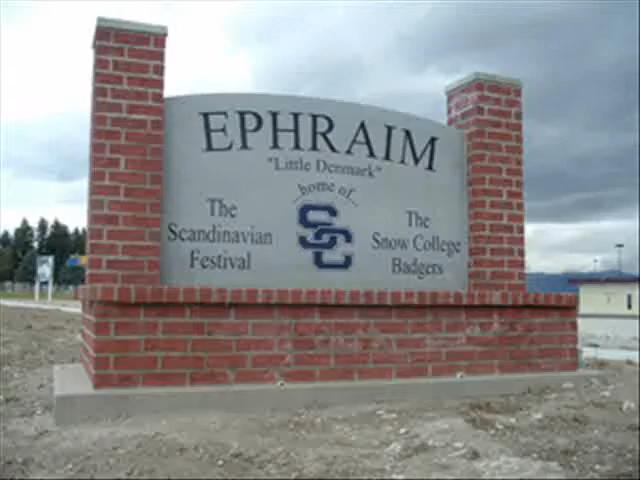 EPHRAIM
"Little Denmark"
...home of...
The
Scandinavian
Festival
SC
The
Snow College
Badgers